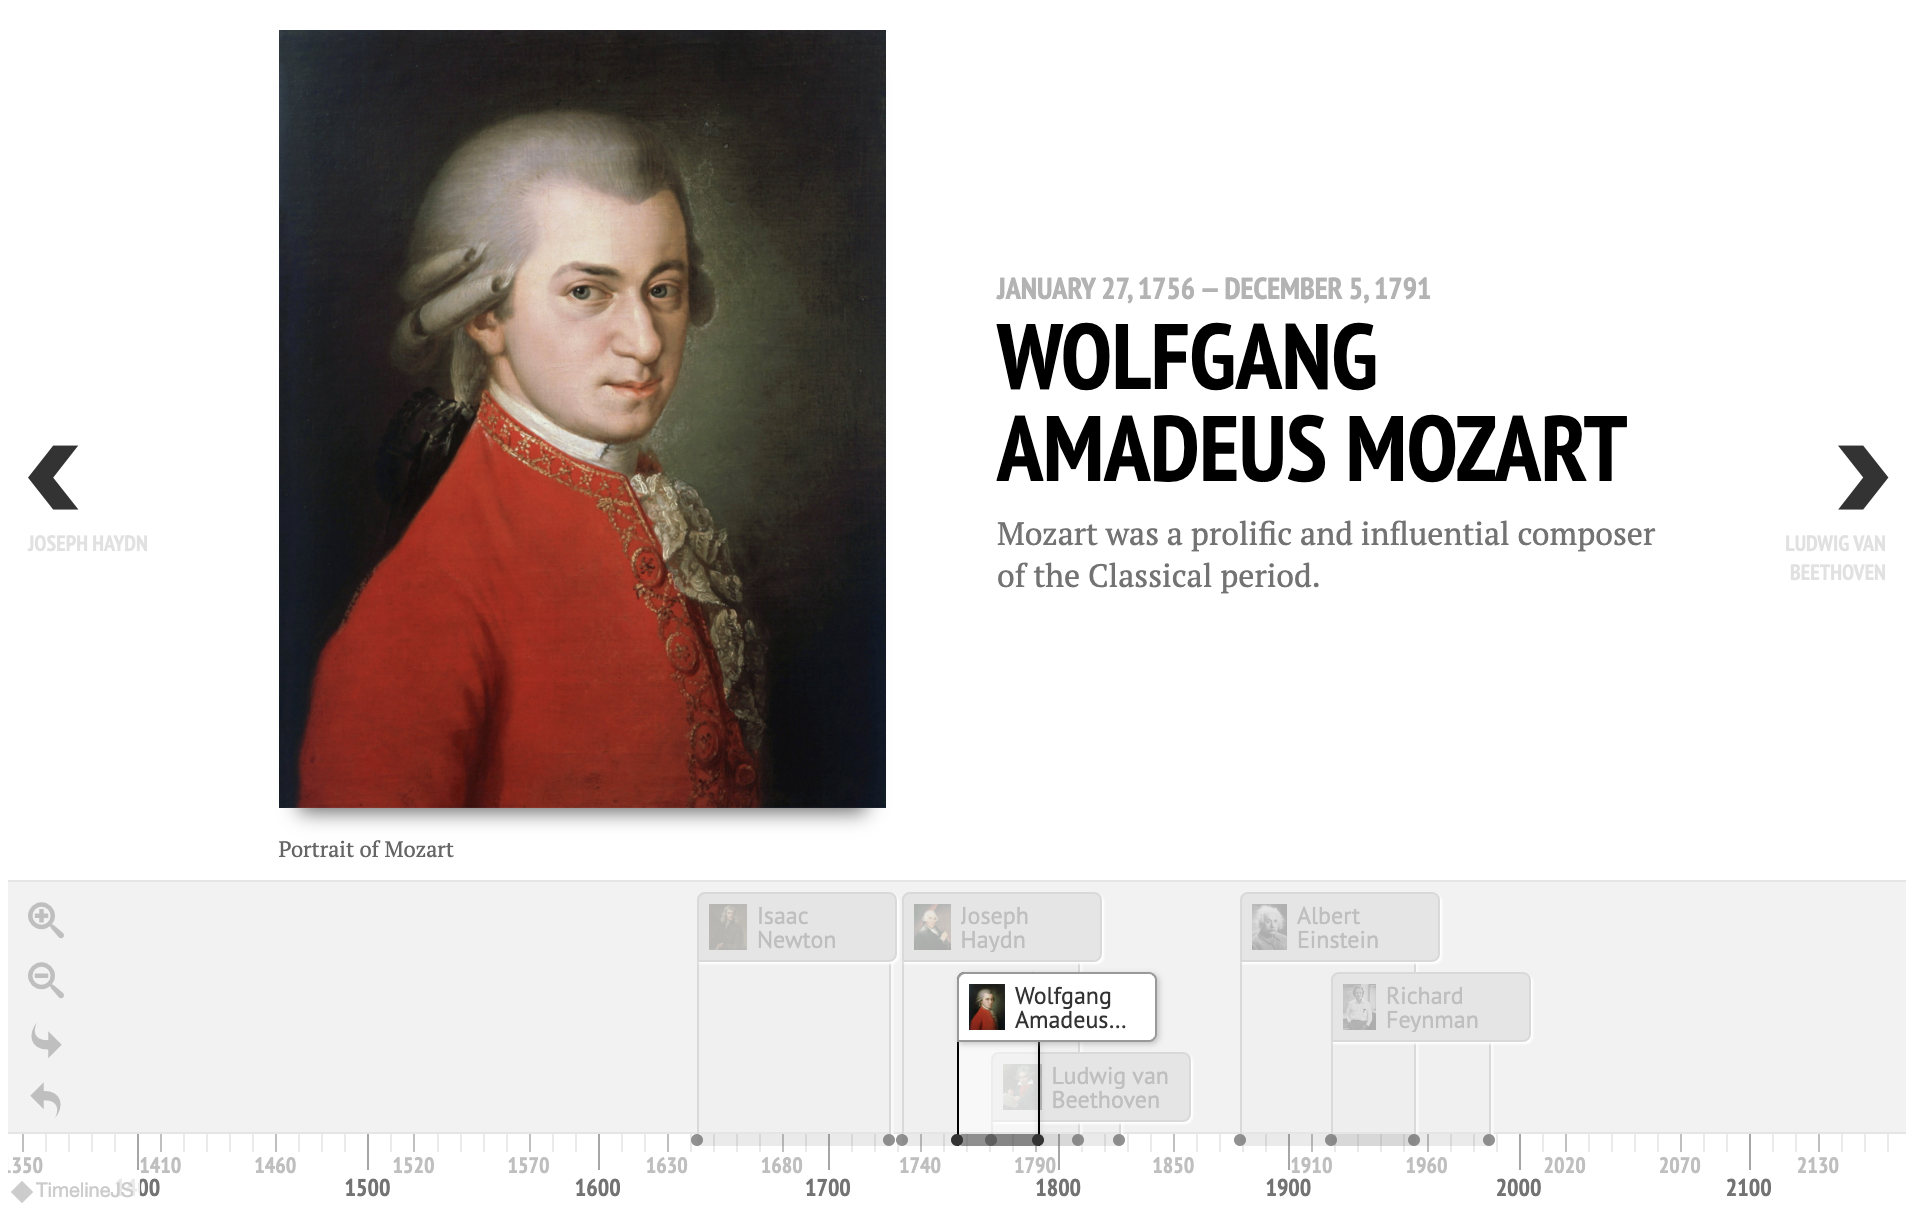 JANUARY 27, 1756 — DECEMBER 5, 1791
WOLFGANG
AMADEUS MOZART
Mozart was a prolific and influential composer
of the Classical period.
JOSEPH HAYDN
LUDWIG VAN
BEETHOVEN
Portrait of Mozart
Isaac
Newton
Joseph
Haydn
Albert
Einstein
Wolfgang
Amadeus...
Richard
Feynman
Ludwig van
Beethoven
350 1410 1460 1520 1570 1630 1680 1740 1790 1850 1910 1960 2020 2070 2130
TimelineJS 00 1500 1600 1700 1800 1900 2000 2100